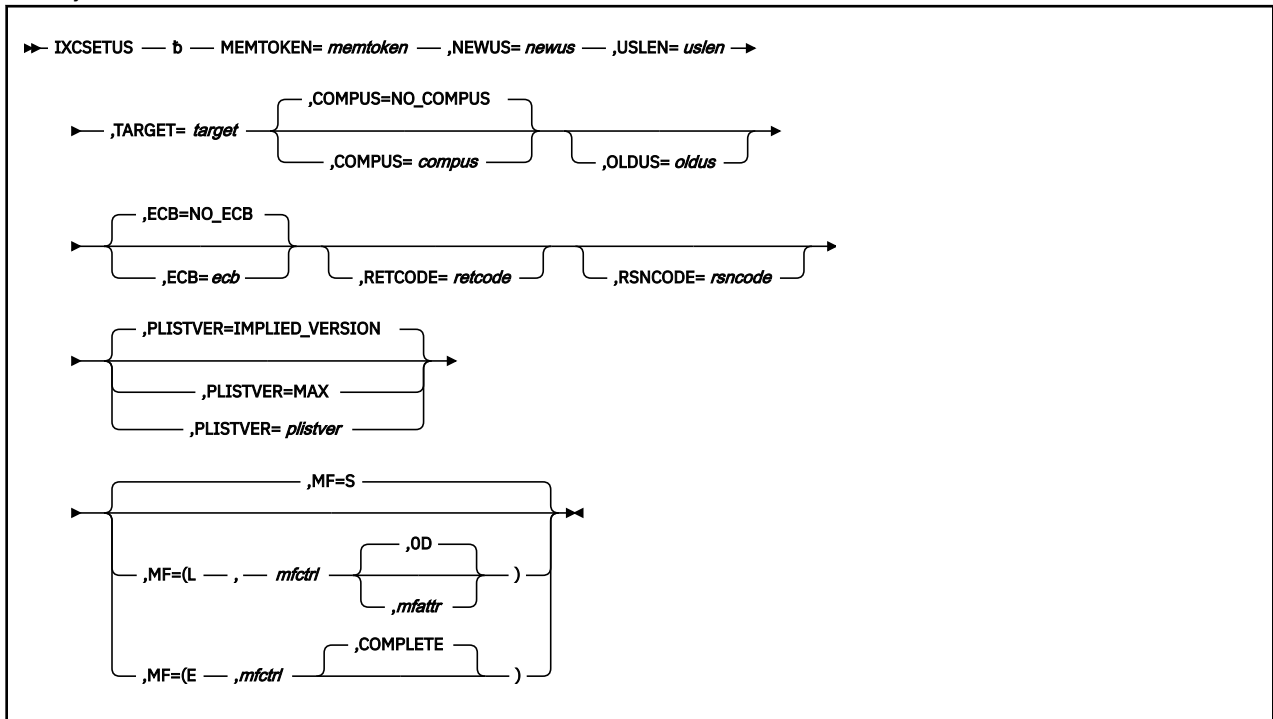 IXCSETUS — ƀ — MEMTOKEN= memtoken — ,NEWUS= newus — ,USLEN= uslen
,COMPUS=NO_COMPUS
,TARGET= target
,COMPUS= compus
,OLDUS= oldus
,ECB=NO_ECB
,ECB= ecb
,RETCODE= retcode
,RSNCODE= rsncode
,PLISTVER=IMPLIED_VERSION
,PLISTVER=MAX
,PLISTVER= plistver
,MF=S
,0D
,MF=(L — , — mfctrl )
,mfattr
,COMPLETE
,MF=(E — ,mfctrl )